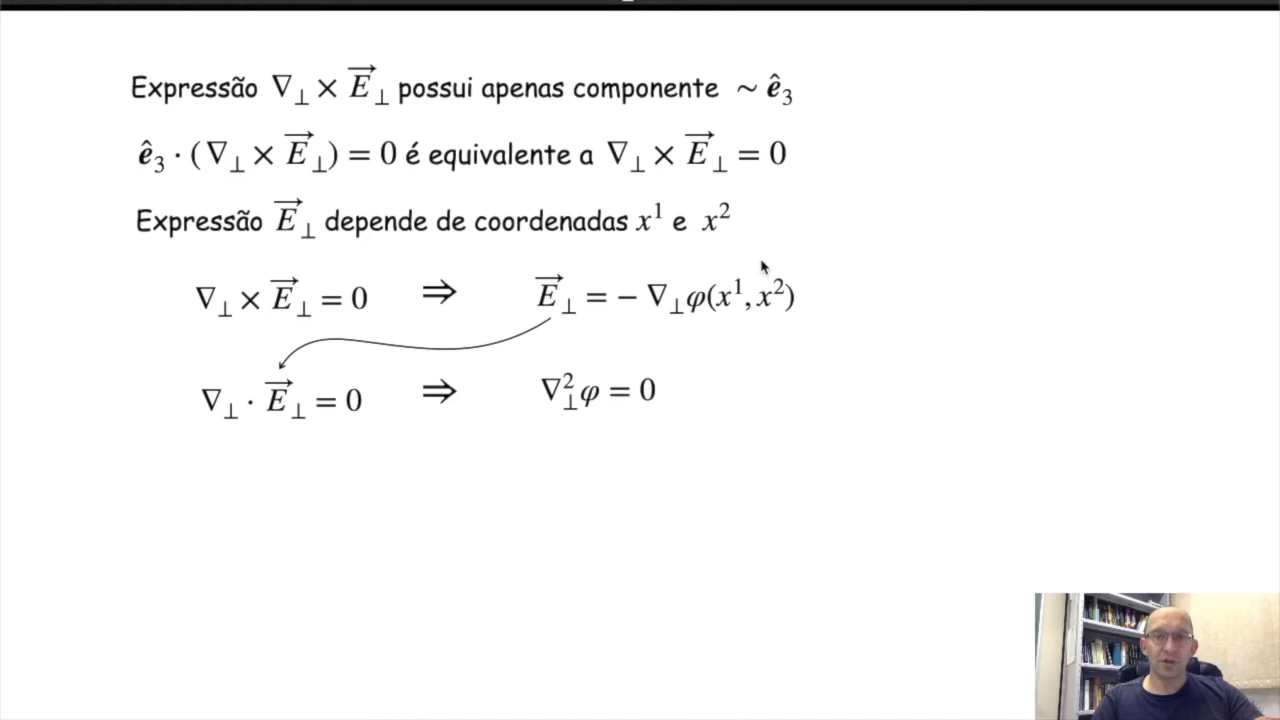 Expressão ∇⊥ × E⃗⊥ possui apenas componente ~ ê₃
ê₃ · (∇⊥ × E⃗⊥) = 0 é equivalente a ∇⊥ × E⃗⊥ = 0
Expressão E⃗⊥ depende de coordenadas x¹ e x²
∇⊥ × E⃗⊥ = 0 ⇒ E⃗⊥ = − ∇⊥φ(x¹, x²)
∇⊥ · E⃗⊥ = 0 ⇒ ∇²⊥φ = 0